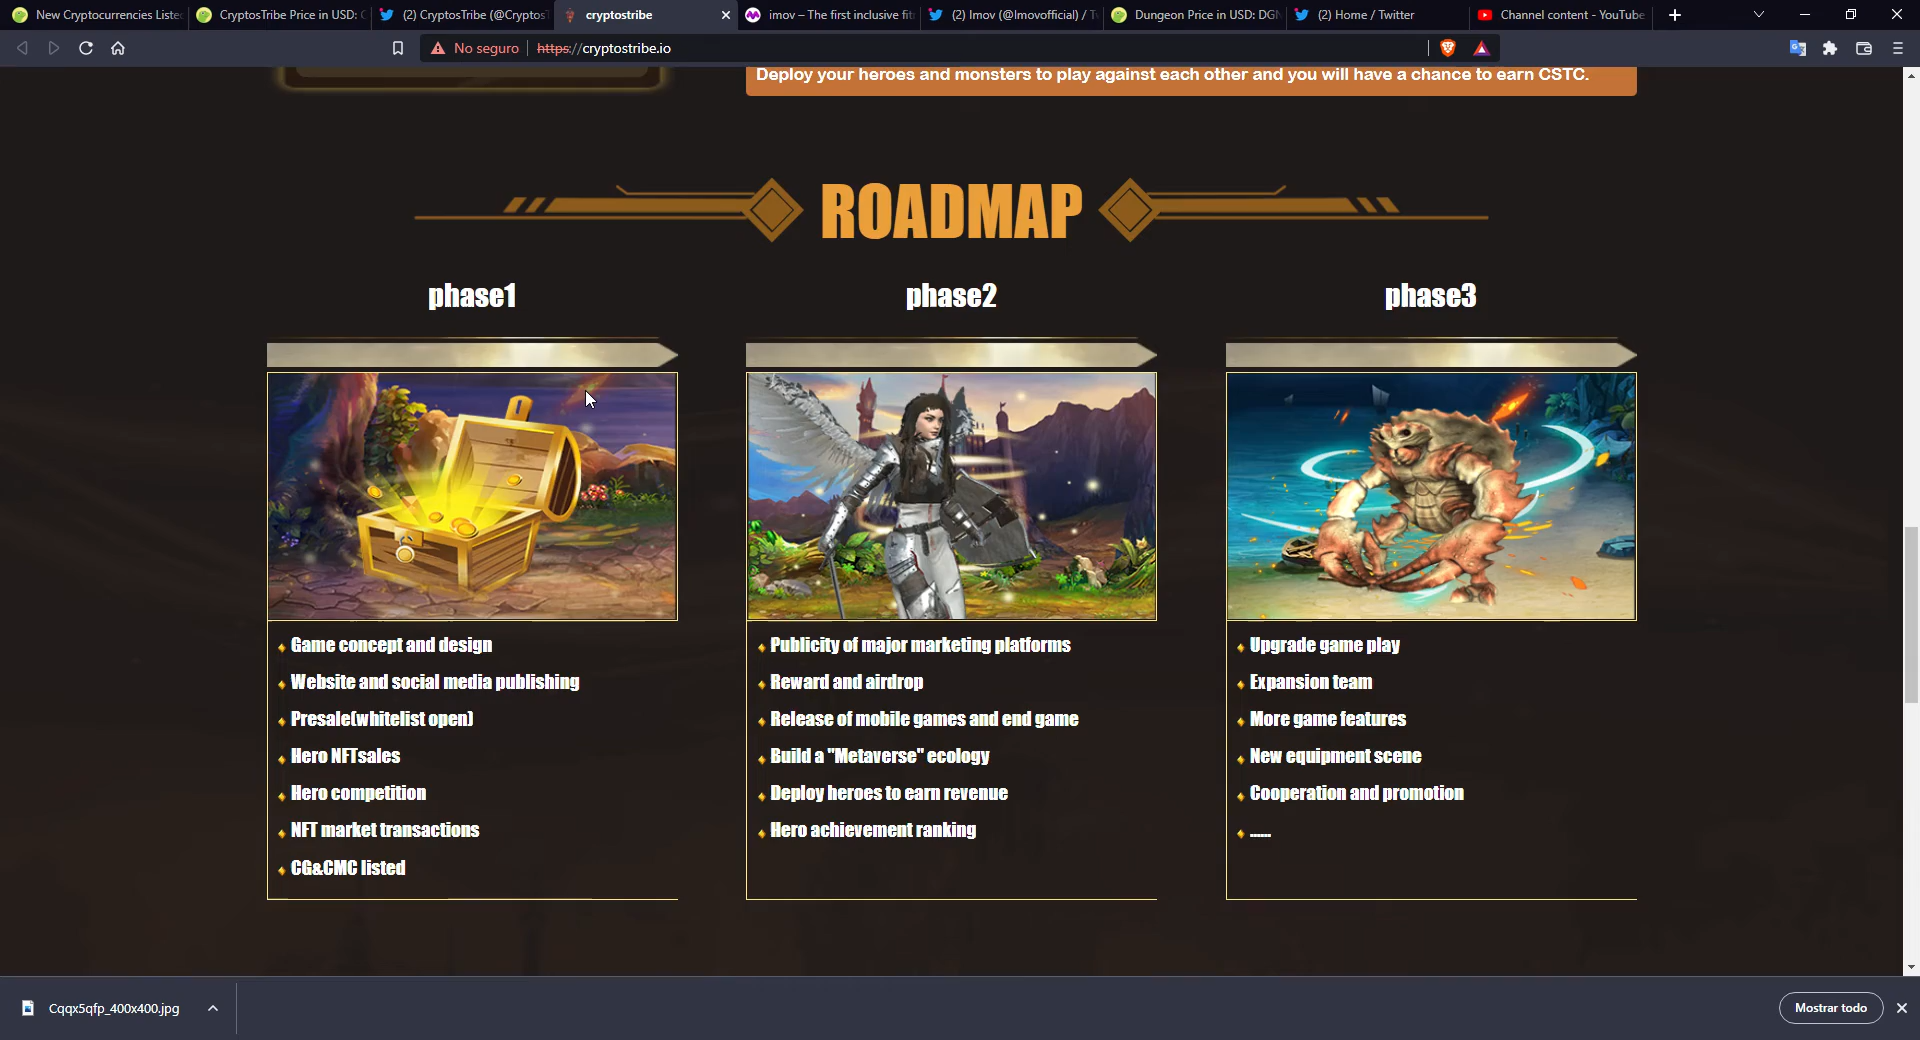 New Cryptocurrencies Liste
CryptosTribe Price in USD:
(2) CryptosTribe (@Cryptos
cryptostribe
imov – The first inclusive fit
(2) Imov (@Imovofficial) / T
Dungeon Price in USD: DGN
(2) Home / Twitter
Channel content - YouTube
No seguro
https://cryptostribe.io
Deploy your heroes and monsters to play against each other and you will have a chance to earn CSTC.
ROADMAP
phase1
Game concept and design
Website and social media publishing
Presale(whitelist open)
Hero NFTsales
Hero competition
NFT market transactions
CG&CMC listed
phase2
Publicity of major marketing platforms
Reward and airdrop
Release of mobile games and end game
Build a "Metaverse" ecology
Deploy heroes to earn revenue
Hero achievement ranking
phase3
Upgrade game play
Expansion team
More game features
New equipment scene
Cooperation and promotion
......
Cqqx5qfp_400x400.jpg
Mostrar todo